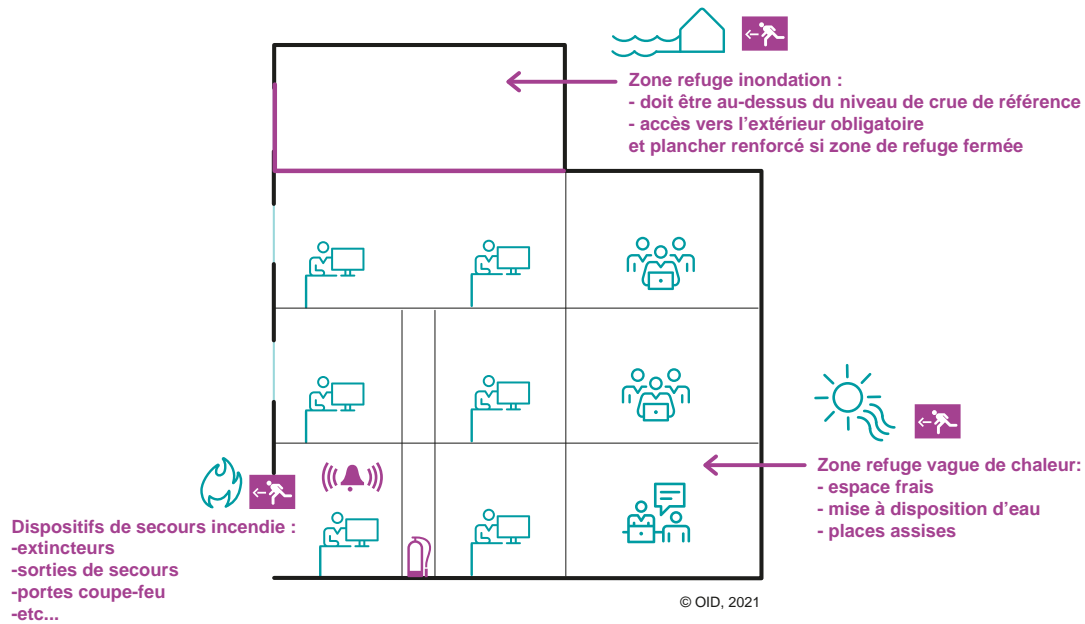 Zone refuge inondation :
- doit être au-dessus du niveau de crue de référence
- accès vers l'extérieur obligatoire
et plancher renforcé si zone de refuge fermée
Zone refuge vague de chaleur:
- espace frais
- mise à disposition d'eau
- places assises
Dispositifs de secours incendie :
-extincteurs
-sorties de secours
-portes coupe-feu
-etc...
© OID, 2021